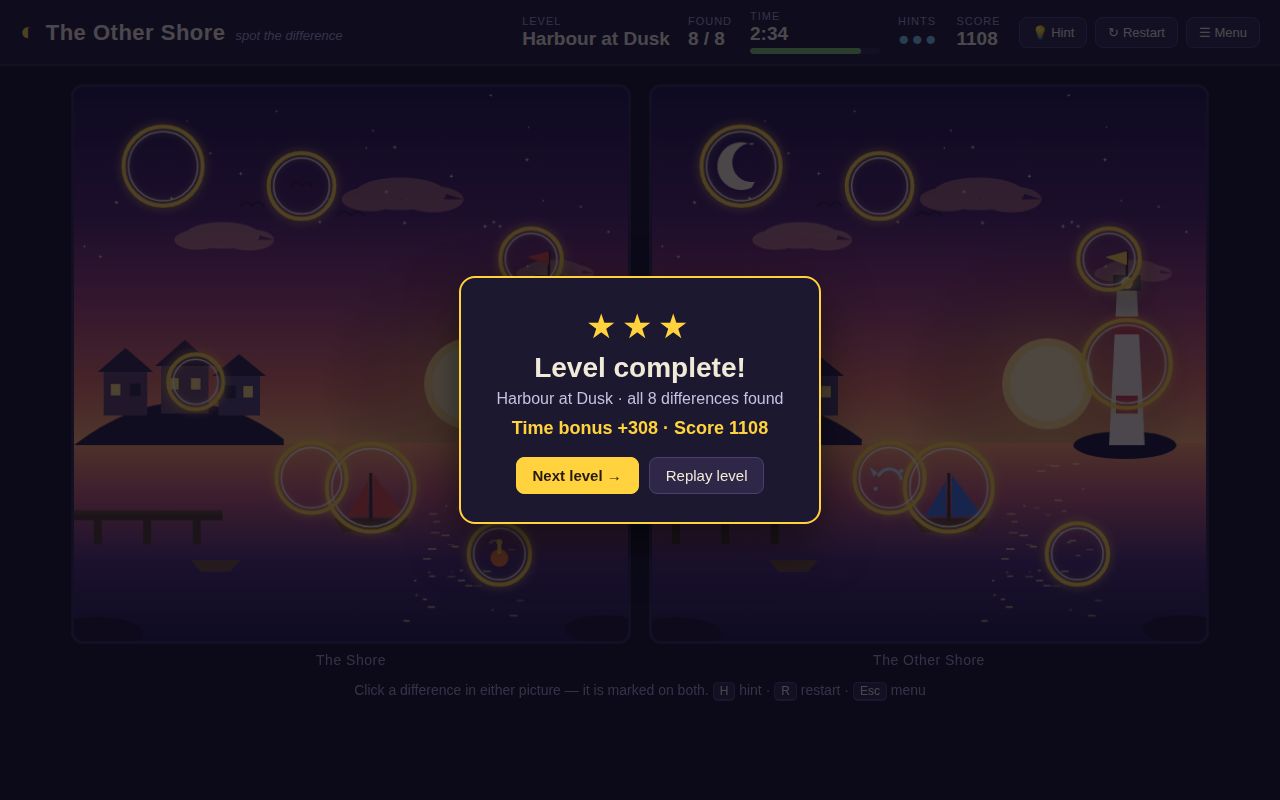 The Other Shore spot the difference
LEVEL
Harbour at Dusk
FOUND
8 / 8
TIME
2:34
HINTS
SCORE
1108
💡 Hint
↻ Restart
☰ Menu
★ ★ ★
Level complete!
Harbour at Dusk · all 8 differences found
Time bonus +308 · Score 1108
Next level →
Replay level
The Shore
The Other Shore
Click a difference in either picture — it is marked on both. H hint · R restart · Esc menu